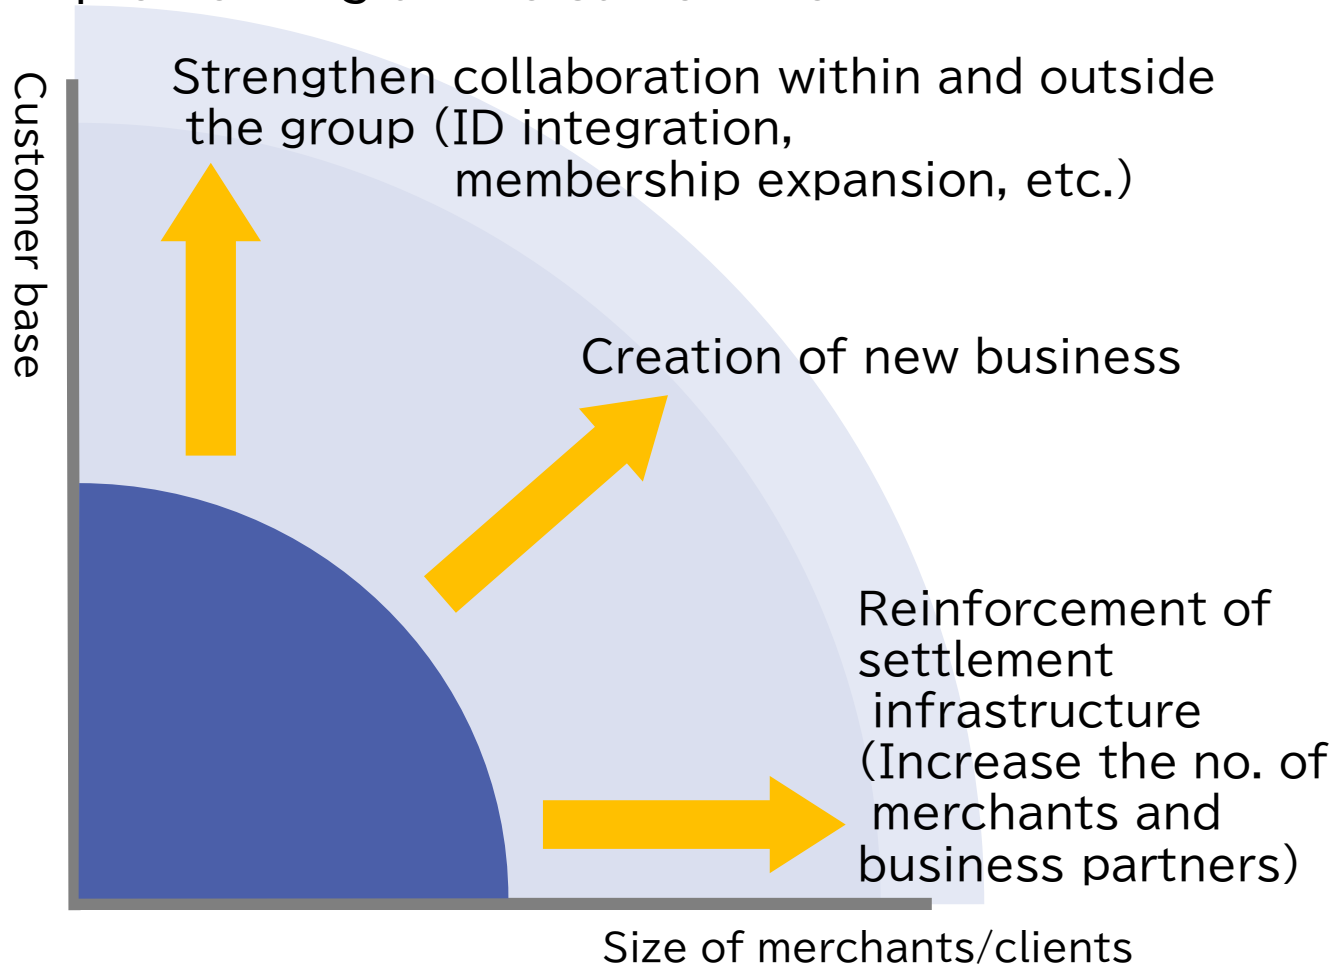 Strengthen collaboration within and outside
the group (ID integration,
membership expansion, etc.)
Customer base
Creation of new business
Reinforcement of
settlement
infrastructure
(Increase the no. of
merchants and
business partners)
Size of merchants/clients